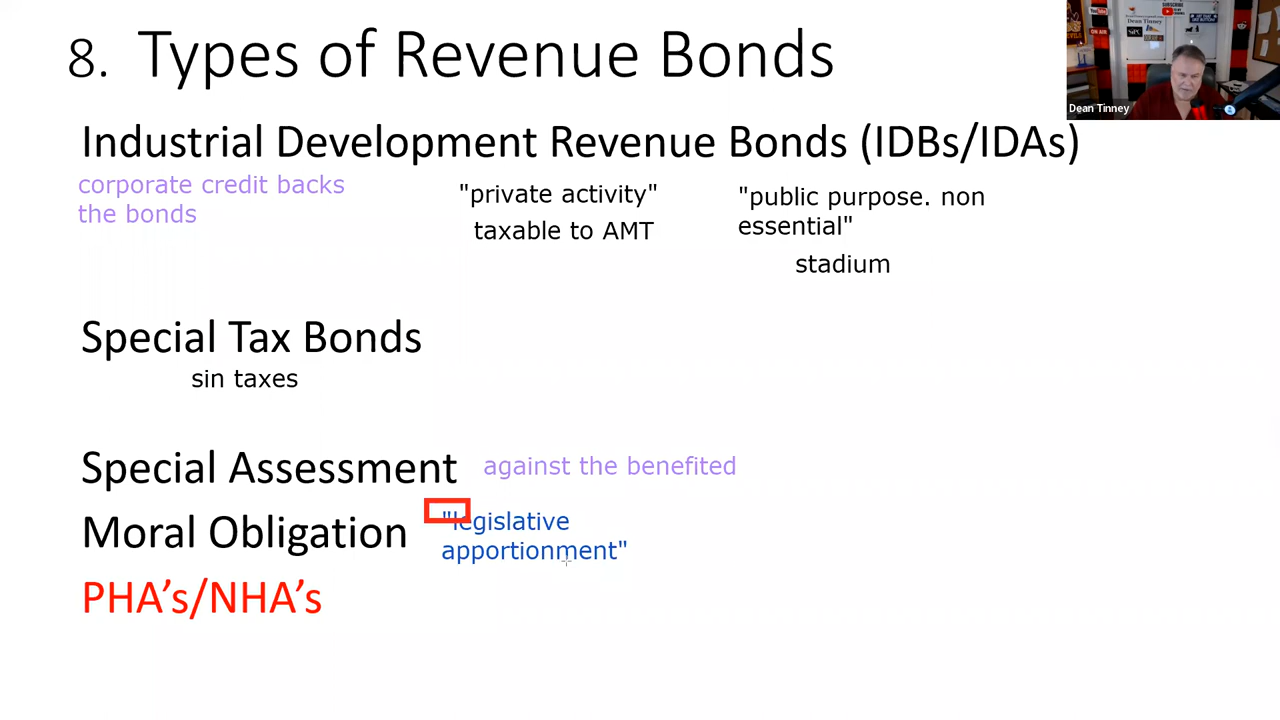 8. Types of Revenue Bonds
Dean Tinney
Industrial Development Revenue Bonds (IDBs/IDAs)
corporate credit backs
the bonds
"private activity"
taxable to AMT
"public purpose. non
essential"
stadium
Special Tax Bonds
sin taxes
Special Assessment
against the benefited
Moral Obligation
"legislative
apportionment"
PHA’s/NHA’s